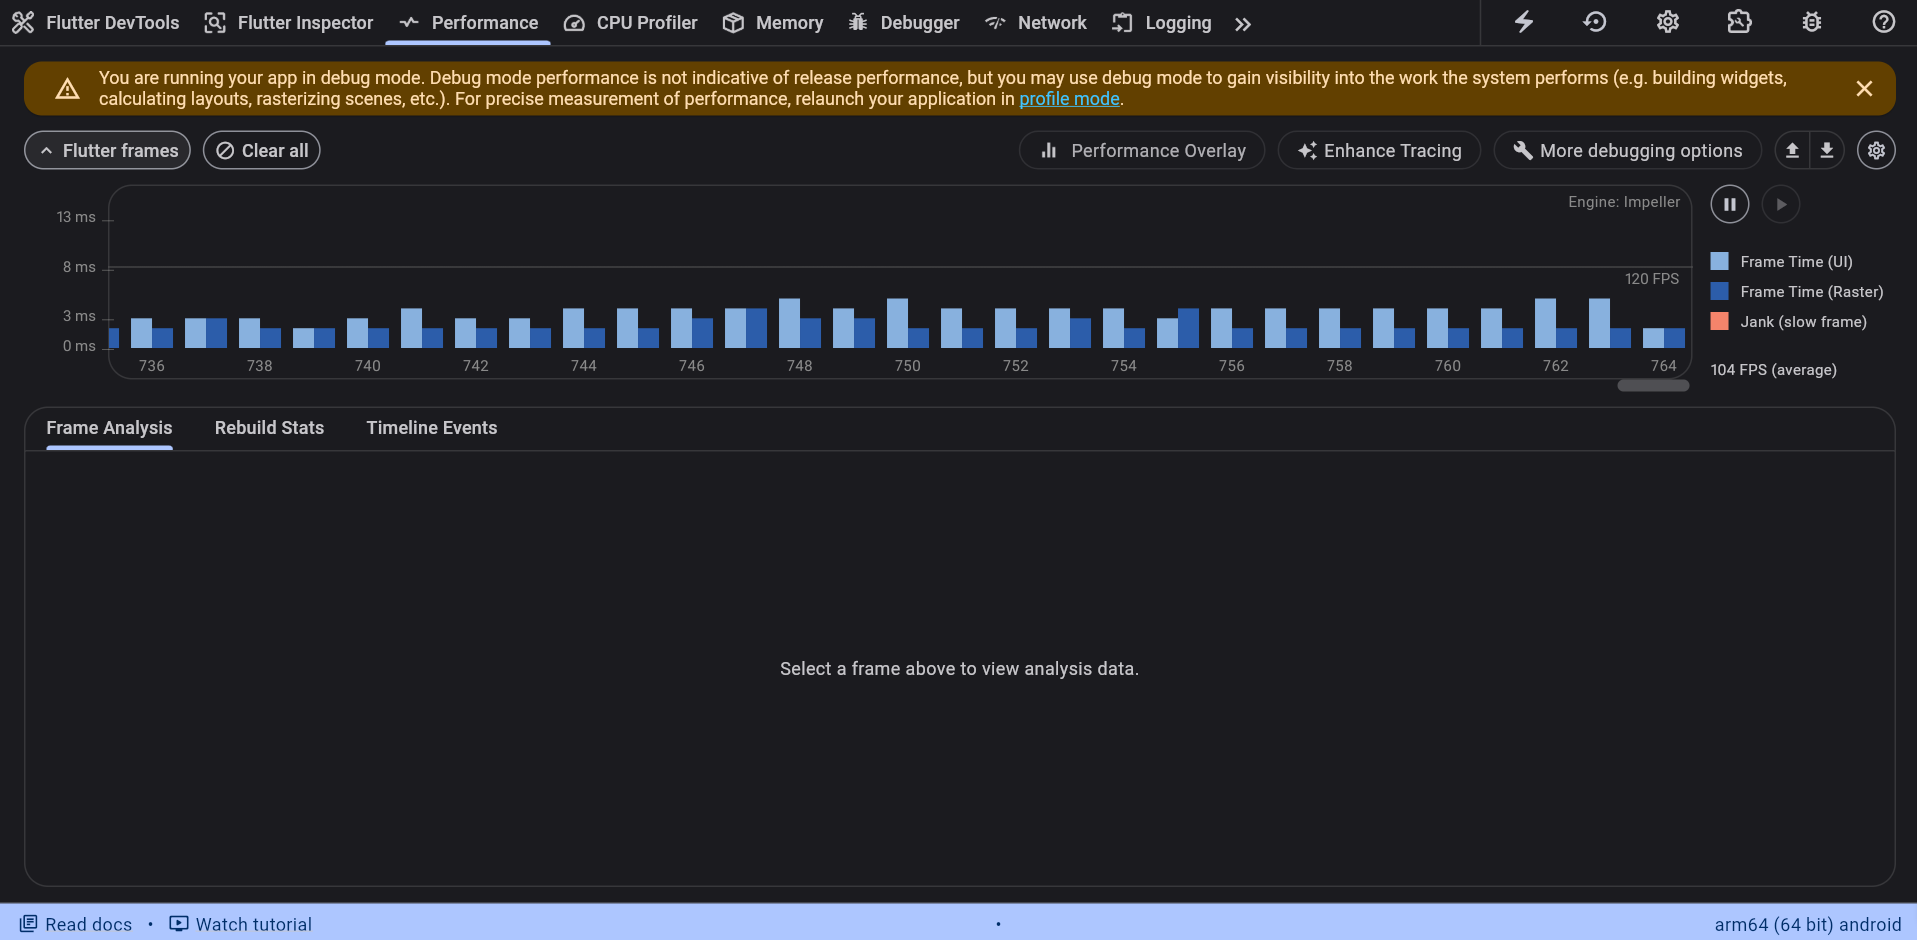 Flutter DevTools Flutter Inspector Performance CPU Profiler Memory Debugger Network Logging
You are running your app in debug mode. Debug mode performance is not indicative of release performance, but you may use debug mode to gain visibility into the work the system performs (e.g. building widgets,
calculating layouts, rasterizing scenes, etc.). For precise measurement of performance, relaunch your application in profile mode.
Flutter frames Clear all Performance Overlay Enhance Tracing More debugging options
Engine: Impeller
13 ms
8 ms
120 FPS
3 ms
0 ms
736 738 740 742 744 746 748 750 752 754 756 758 760 762 764
Frame Time (UI)
Frame Time (Raster)
Jank (slow frame)
104 FPS (average)
Frame Analysis Rebuild Stats Timeline Events
Select a frame above to view analysis data.
Read docs • Watch tutorial • arm64 (64 bit) android